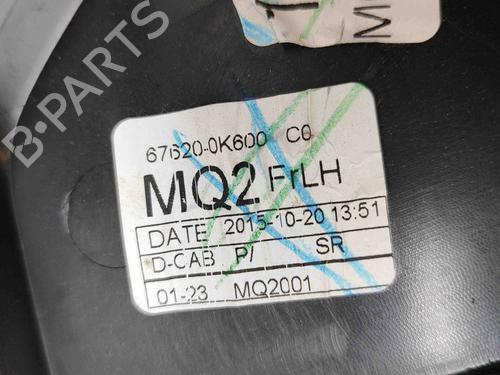 B-PARTS
67620-0K600 C0
MQ2 FrLH
DATE 2015-10-20 13:51
D-CAB P/ SR
01-23 MQ2001